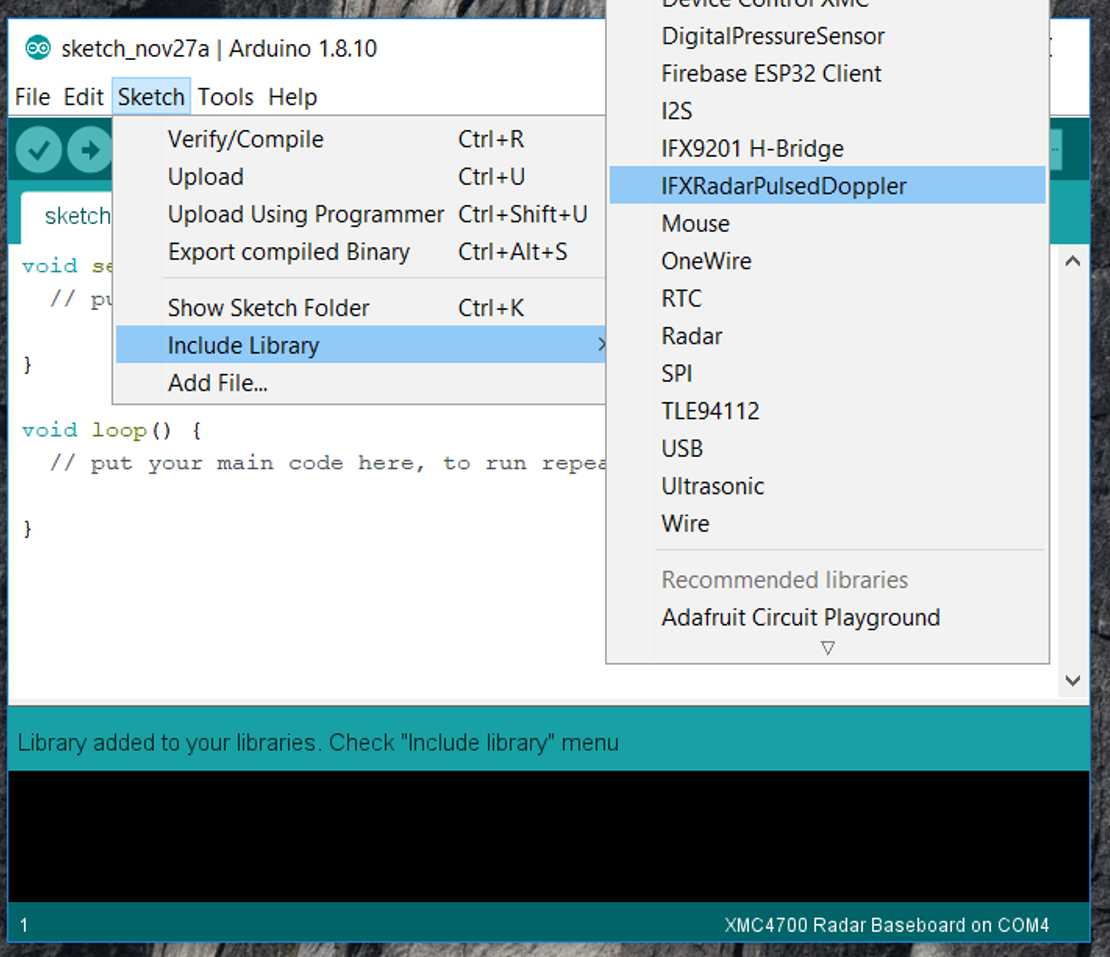 sketch_nov27a | Arduino 1.8.10
File Edit Sketch Tools Help
Verify/Compile Ctrl+R
Upload Ctrl+U
Upload Using Programmer Ctrl+Shift+U
Export compiled Binary Ctrl+Alt+S
Show Sketch Folder Ctrl+K
Include Library
Add File...
sketch
void se
// pu
}
void loop() {
// put your main code here, to run repea
}
Device Control XMC
DigitalPressureSensor
Firebase ESP32 Client
I2S
IFX9201 H-Bridge
IFXRadarPulsedDoppler
Mouse
OneWire
RTC
Radar
SPI
TLE94112
USB
Ultrasonic
Wire
Recommended libraries
Adafruit Circuit Playground
Library added to your libraries. Check "Include library" menu
1
XMC4700 Radar Baseboard on COM4